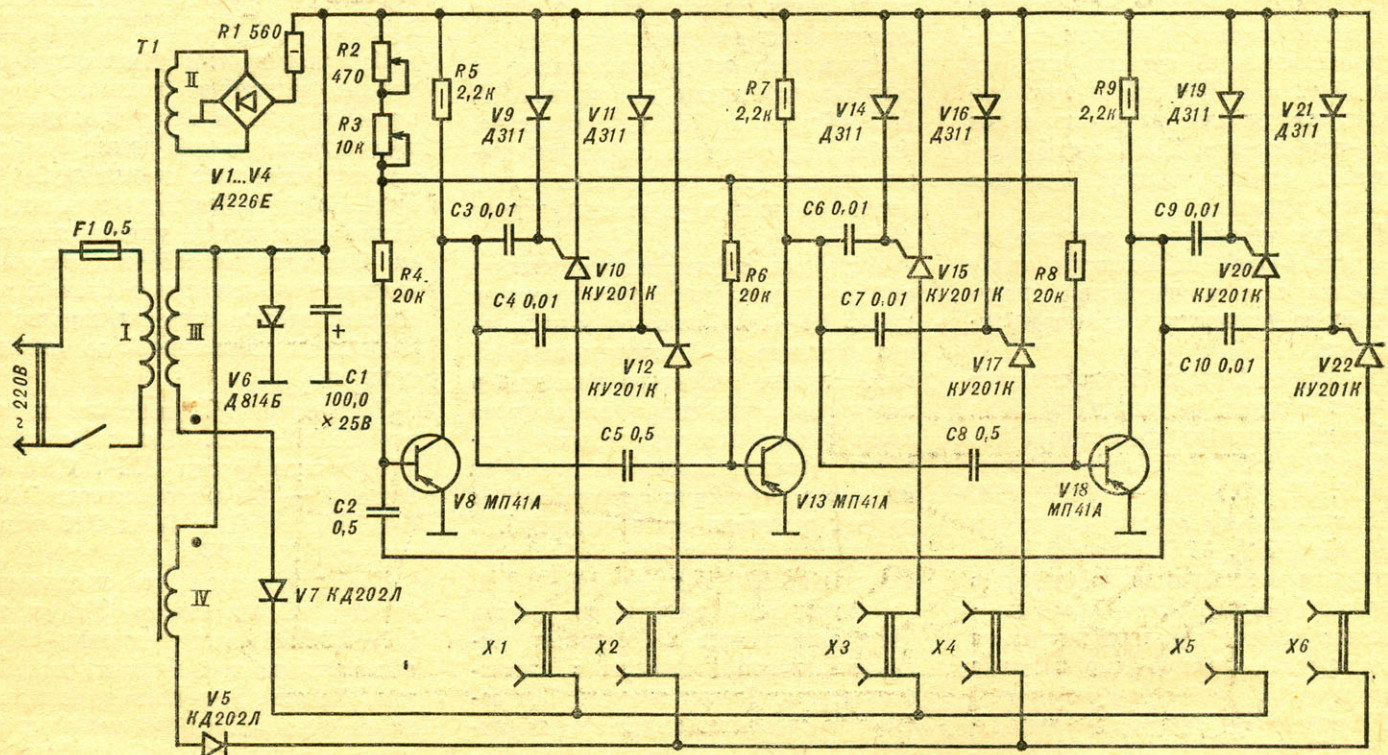 T1
R1 560
II
R2
470
R3
10к
R5
2,2к
V9
Д311
V11
Д311
R7
2,2к
V14
Д311
V16
Д311
R9
2,2к
V19
Д311
V21
Д311
V1...V4
Д226Е
F1 0,5
C3 0,01
C6 0,01
C9 0,01
R4
20к
V10
КУ201 К
R6
20к
V15
КУ201 К
R8
20к
V20
КУ201К
I
III
C4 0,01
C7 0,01
C10 0,01
~ 220В
V6
Д814Б
+
C1
100,0
× 25В
V12
КУ201К
V17
КУ201К
V22
КУ201К
C5 0,5
C8 0,5
V8 МП41А
V13 МП41А
V18
МП41А
C2
0,5
IV
V7 КД202Л
X1
X2
X3
X4
X5
X6
V5
КД202Л